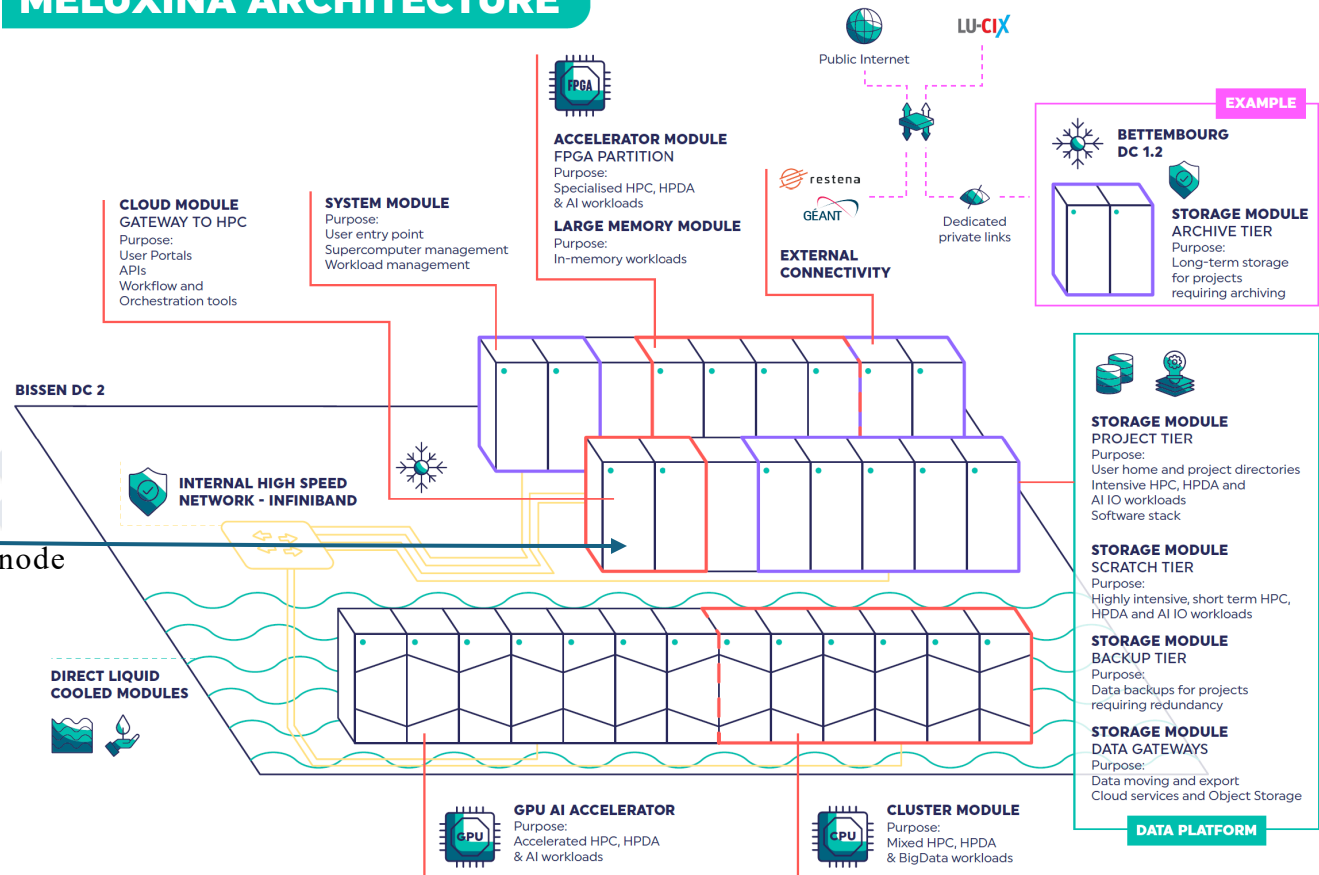 MELUXINA ARCHITECTURE
Public Internet
LU-CIX
EXAMPLE
BETTEMBOURG
DC 1.2
STORAGE MODULE
ARCHIVE TIER
Purpose:
Long-term storage
for projects
requiring archiving
FPGA
ACCELERATOR MODULE
FPGA PARTITION
Purpose:
Specialised HPC, HPDA
& AI workloads
LARGE MEMORY MODULE
Purpose:
In-memory workloads
restena
GÉANT
EXTERNAL
CONNECTIVITY
Dedicated
private links
CLOUD MODULE
GATEWAY TO HPC
Purpose:
User Portals
APIs
Workflow and
Orchestration tools
SYSTEM MODULE
Purpose:
User entry point
Supercomputer management
Workload management
BISSEN DC 2
INTERNAL HIGH SPEED
NETWORK - INFINIBAND
node
DIRECT LIQUID
COOLED MODULES
STORAGE MODULE
PROJECT TIER
Purpose:
User home and project directories
Intensive HPC, HPDA and
AI IO workloads
Software stack
STORAGE MODULE
SCRATCH TIER
Purpose:
Highly intensive, short term HPC,
HPDA and AI IO workloads
STORAGE MODULE
BACKUP TIER
Purpose:
Data backups for projects
requiring redundancy
STORAGE MODULE
DATA GATEWAYS
Purpose:
Data moving and export
Cloud services and Object Storage
DATA PLATFORM
GPU
GPU AI ACCELERATOR
Purpose:
Accelerated HPC, HPDA
& AI workloads
CPU
CLUSTER MODULE
Purpose:
Mixed HPC, HPDA
& BigData workloads